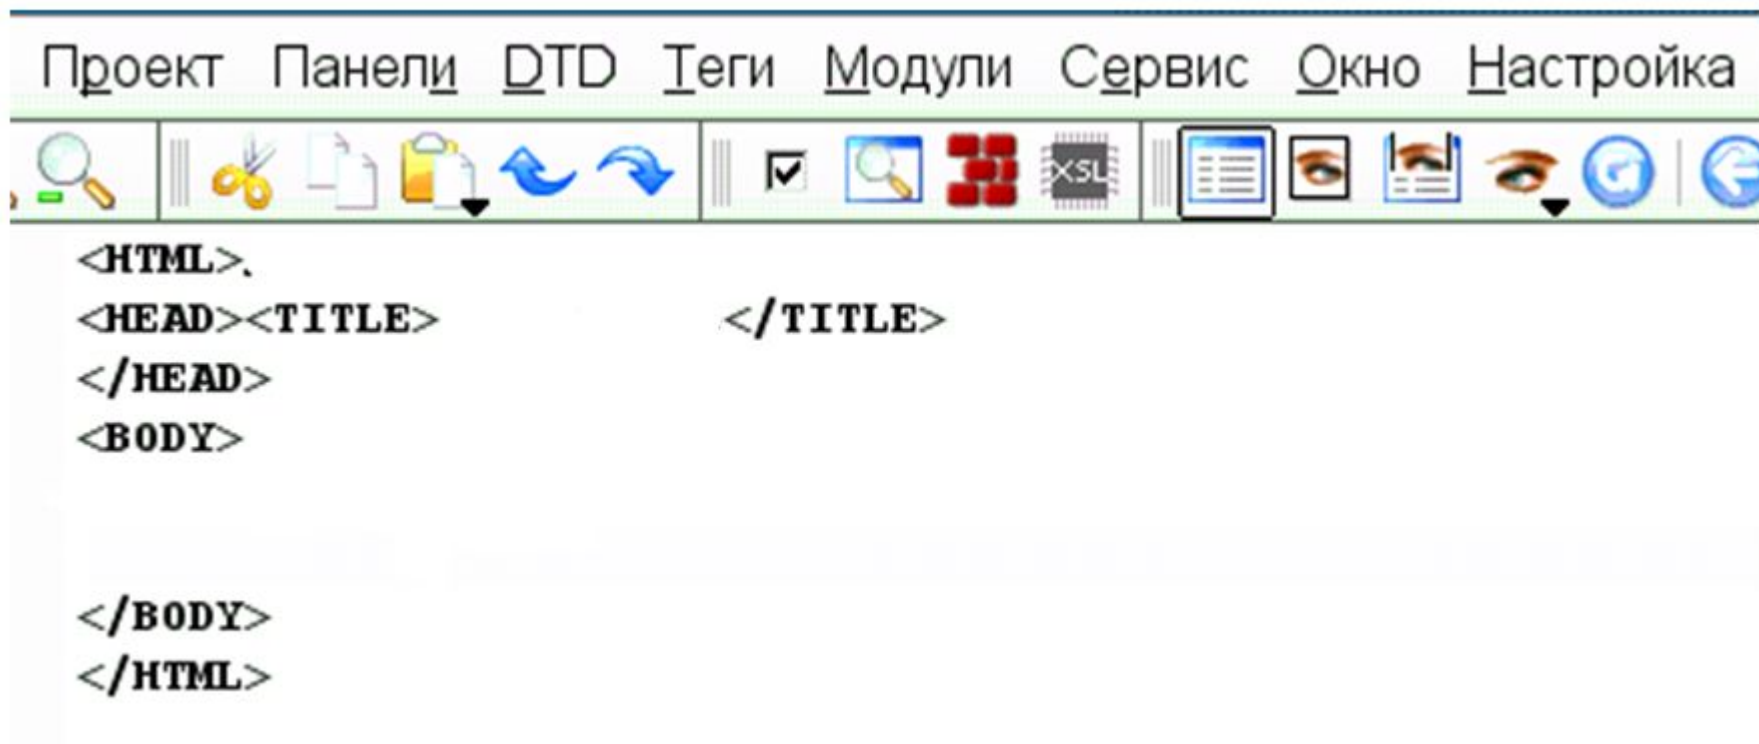 Проект Панели DTD Теги Модули Сервис Окно Настройка
XSL
<HTML>
<HEAD><TITLE> </TITLE>
</HEAD>
<BODY>
</BODY>
</HTML>